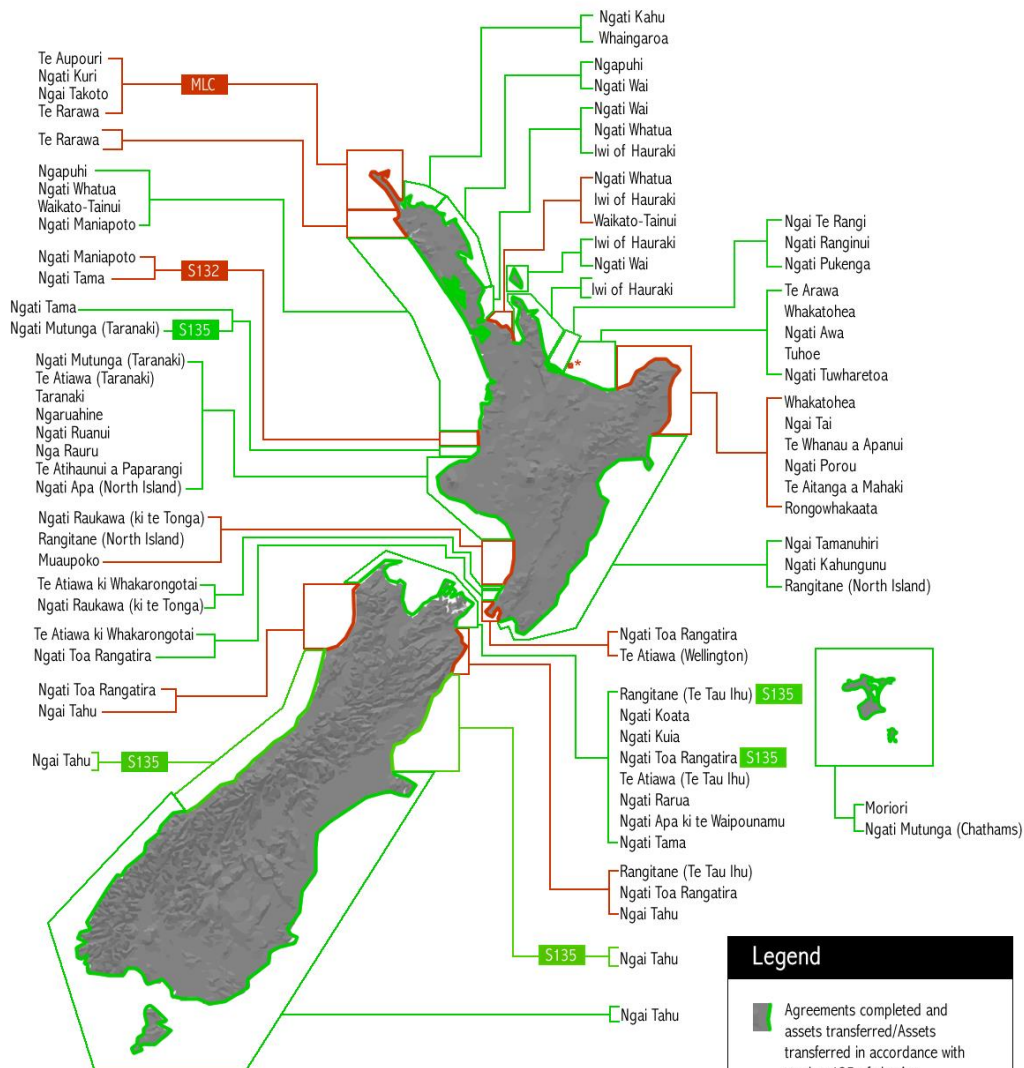 Te Aupouri
Ngati Kuri
Ngai Takoto
Te Rarawa
MLC
Te Rarawa
Ngapuhi
Ngati Whatua
Waikato-Tainui
Ngati Maniapoto
Ngati Maniapoto
Ngati Tama
S132
Ngati Tama
Ngati Mutunga (Taranaki)
S135
Ngati Mutunga (Taranaki)
Te Atiawa (Taranaki)
Taranaki
Ngaruahine
Ngati Ruanui
Nga Rauru
Te Atihaunui a Paparangi
Ngati Apa (North Island)
Ngati Raukawa (ki te Tonga)
Rangitane (North Island)
Muaupoko
Te Atiawa ki Whakarongotai
Ngati Raukawa (ki te Tonga)
Te Atiawa ki Whakarongotai
Ngati Toa Rangatira
Ngati Toa Rangatira
Ngai Tahu
Ngai Tahu
S135
Ngati Kahu
Whaingaroa
Ngapuhi
Ngati Wai
Ngati Wai
Ngati Whatua
Iwi of Hauraki
Ngati Whatua
Iwi of Hauraki
Waikato-Tainui
Iwi of Hauraki
Ngati Wai
Iwi of Hauraki
*
Ngai Te Rangi
Ngati Ranginui
Ngati Pukenga
Te Arawa
Whakatohea
Ngati Awa
Tuhoe
Ngati Tuwharetoa
Whakatohea
Ngai Tai
Te Whanau a Apanui
Ngati Porou
Te Aitanga a Mahaki
Rongowhakaata
Ngai Tamanuhiri
Ngati Kahungunu
Rangitane (North Island)
Ngati Toa Rangatira
Te Atiawa (Wellington)
Rangitane (Te Tau Ihu) S135
Ngati Koata
Ngati Kuia
Ngati Toa Rangatira S135
Te Atiawa (Te Tau Ihu)
Ngati Rarua
Ngati Apa ki te Waipounamu
Ngati Tama
Moriori
Ngati Mutunga (Chathams)
Rangitane (Te Tau Ihu)
Ngati Toa Rangatira
Ngai Tahu
S135
Ngai Tahu
Ngai Tahu
Legend
Agreements completed and
assets transferred/Assets
transferred in accordance with